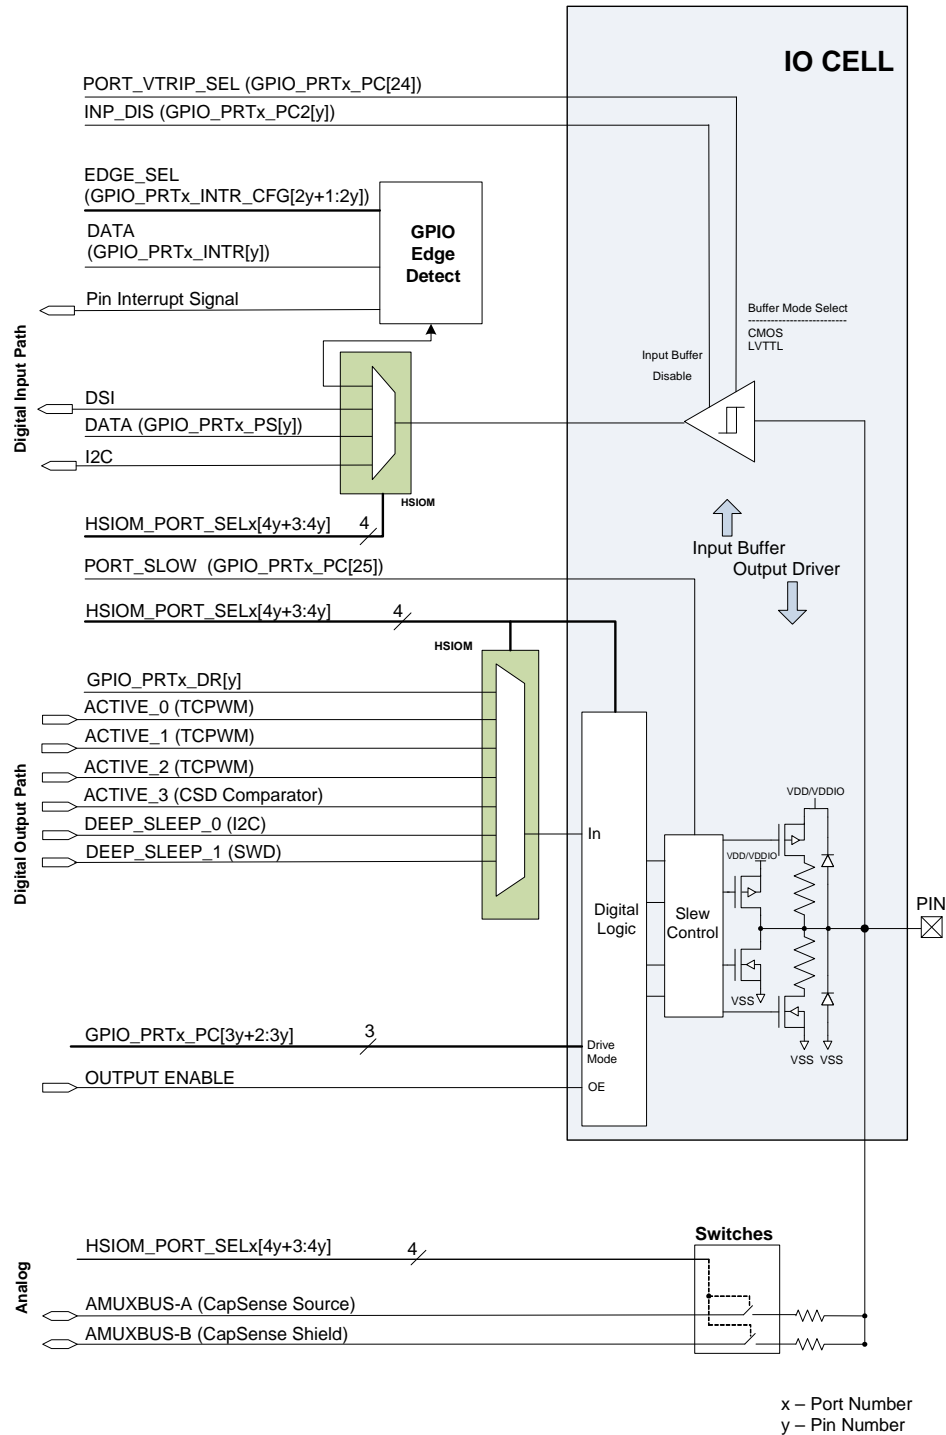 IO CELL
PORT_VTRIP_SEL (GPIO_PRTx_PC[24])
INP_DIS (GPIO_PRTx_PC2[y])
EDGE_SEL
(GPIO_PRTx_INTR_CFG[2y+1:2y])
DATA
(GPIO_PRTx_INTR[y])
Pin Interrupt Signal
GPIO
Edge
Detect
Buffer Mode Select
CMOS
LVTTL
Input Buffer
Disable
Digital Input Path
DSI
DATA (GPIO_PRTx_PS[y])
I2C
HSIOM
HSIOM_PORT_SELx[4y+3:4y]
4
Input Buffer
Output Driver
PORT_SLOW (GPIO_PRTx_PC[25])
HSIOM_PORT_SELx[4y+3:4y]
4
HSIOM
Digital Output Path
GPIO_PRTx_DR[y]
ACTIVE_0 (TCPWM)
ACTIVE_1 (TCPWM)
ACTIVE_2 (TCPWM)
ACTIVE_3 (CSD Comparator)
DEEP_SLEEP_0 (I2C)
DEEP_SLEEP_1 (SWD)
In
Digital
Logic
Slew
Control
VDD/VDDIO
VDD/VDDIO
PIN
VSS
VSS
VSS
GPIO_PRTx_PC[3y+2:3y]
3
Drive
Mode
OUTPUT ENABLE
OE
Switches
Analog
HSIOM_PORT_SELx[4y+3:4y]
4
AMUXBUS-A (CapSense Source)
AMUXBUS-B (CapSense Shield)
x – Port Number
y – Pin Number